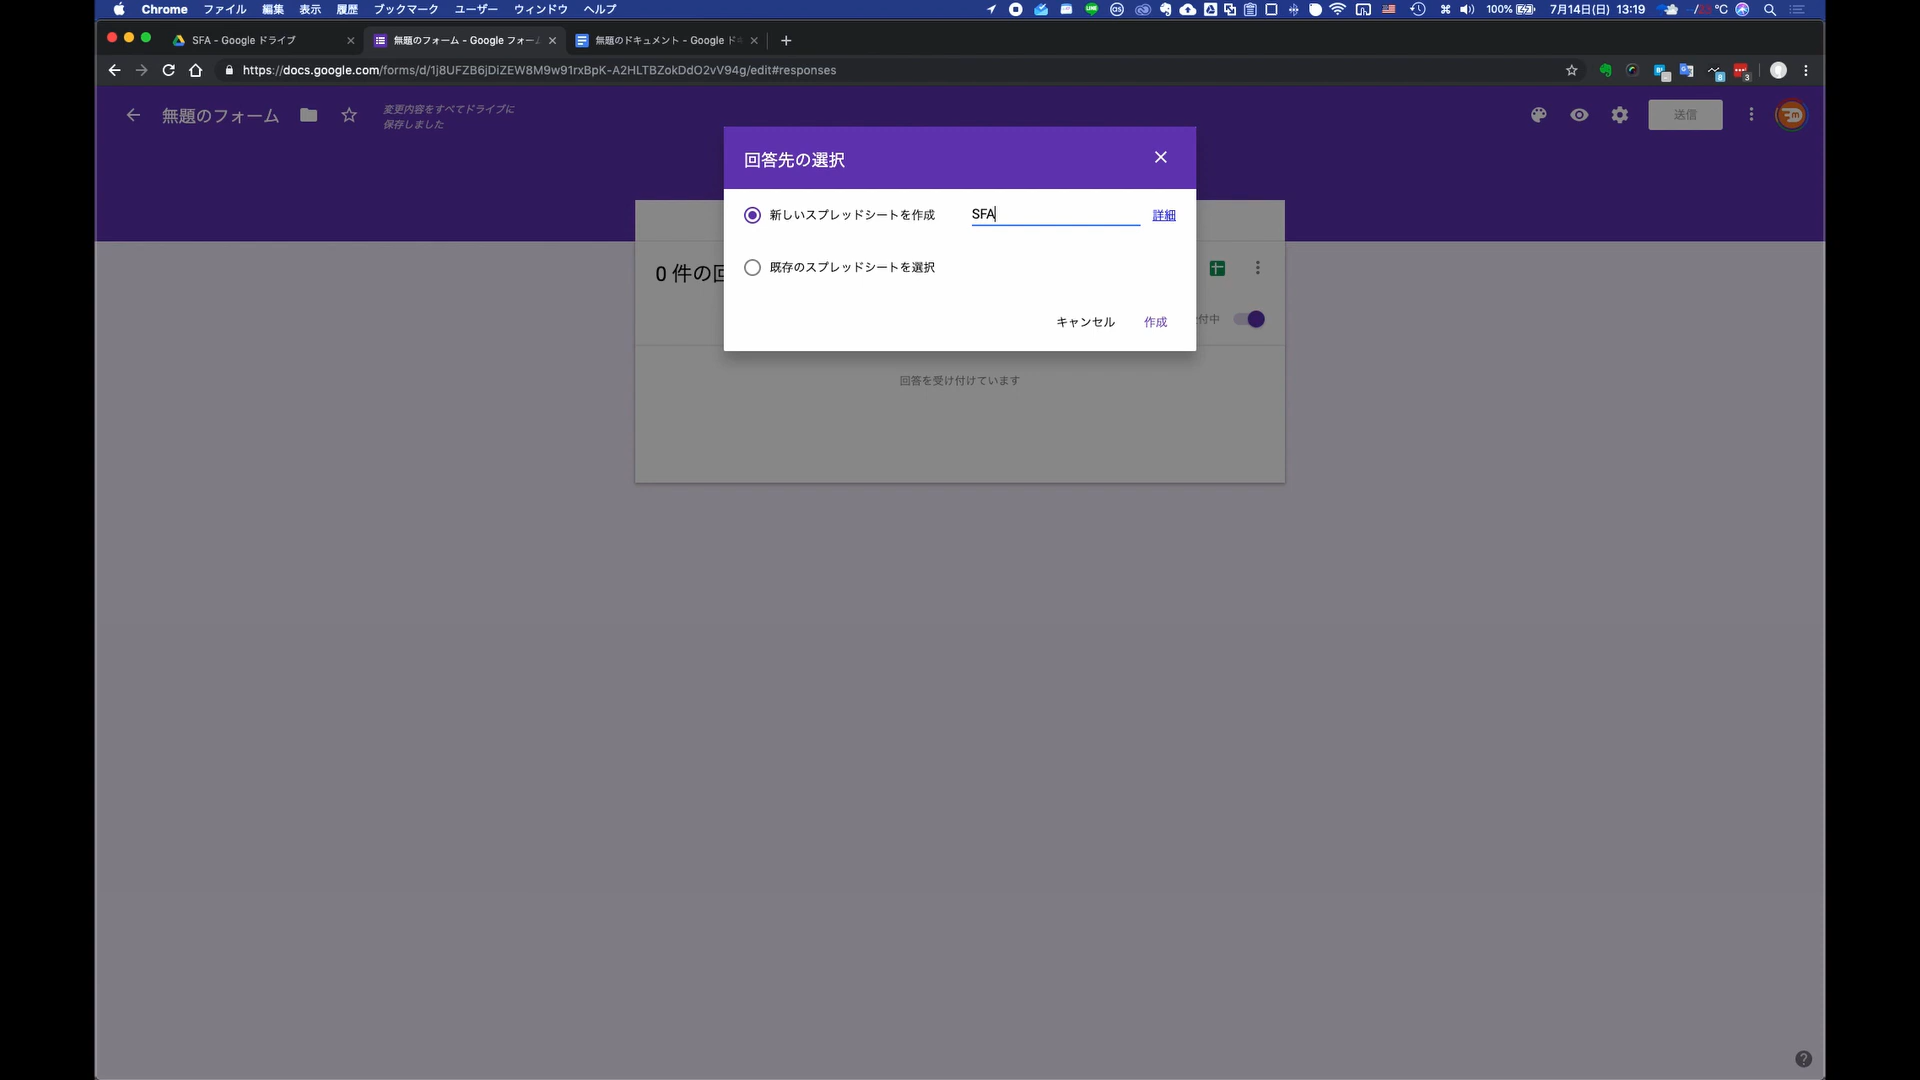 Chrome ファイル 編集 表示 履歴 ブックマーク ユーザー ウィンドウ ヘルプ 100% 7月14日(日) 13:19 °C
SFA - Google ドライブ 無題のフォーム - Google フォー 無題のドキュメント - Google ド
https://docs.google.com/forms/d/1j8UFZB6jDiZEW8M9w91rxBpK-A2HLTBZokDdO2vV94g/edit#responses
無題のフォーム
変更内容をすべてドライブに
保存しました
送信
回答先の選択
新しいスプレッドシートを作成 SFA 詳細
0 件の回
既存のスプレッドシートを選択
キャンセル 作成
付中
回答を受け付けています